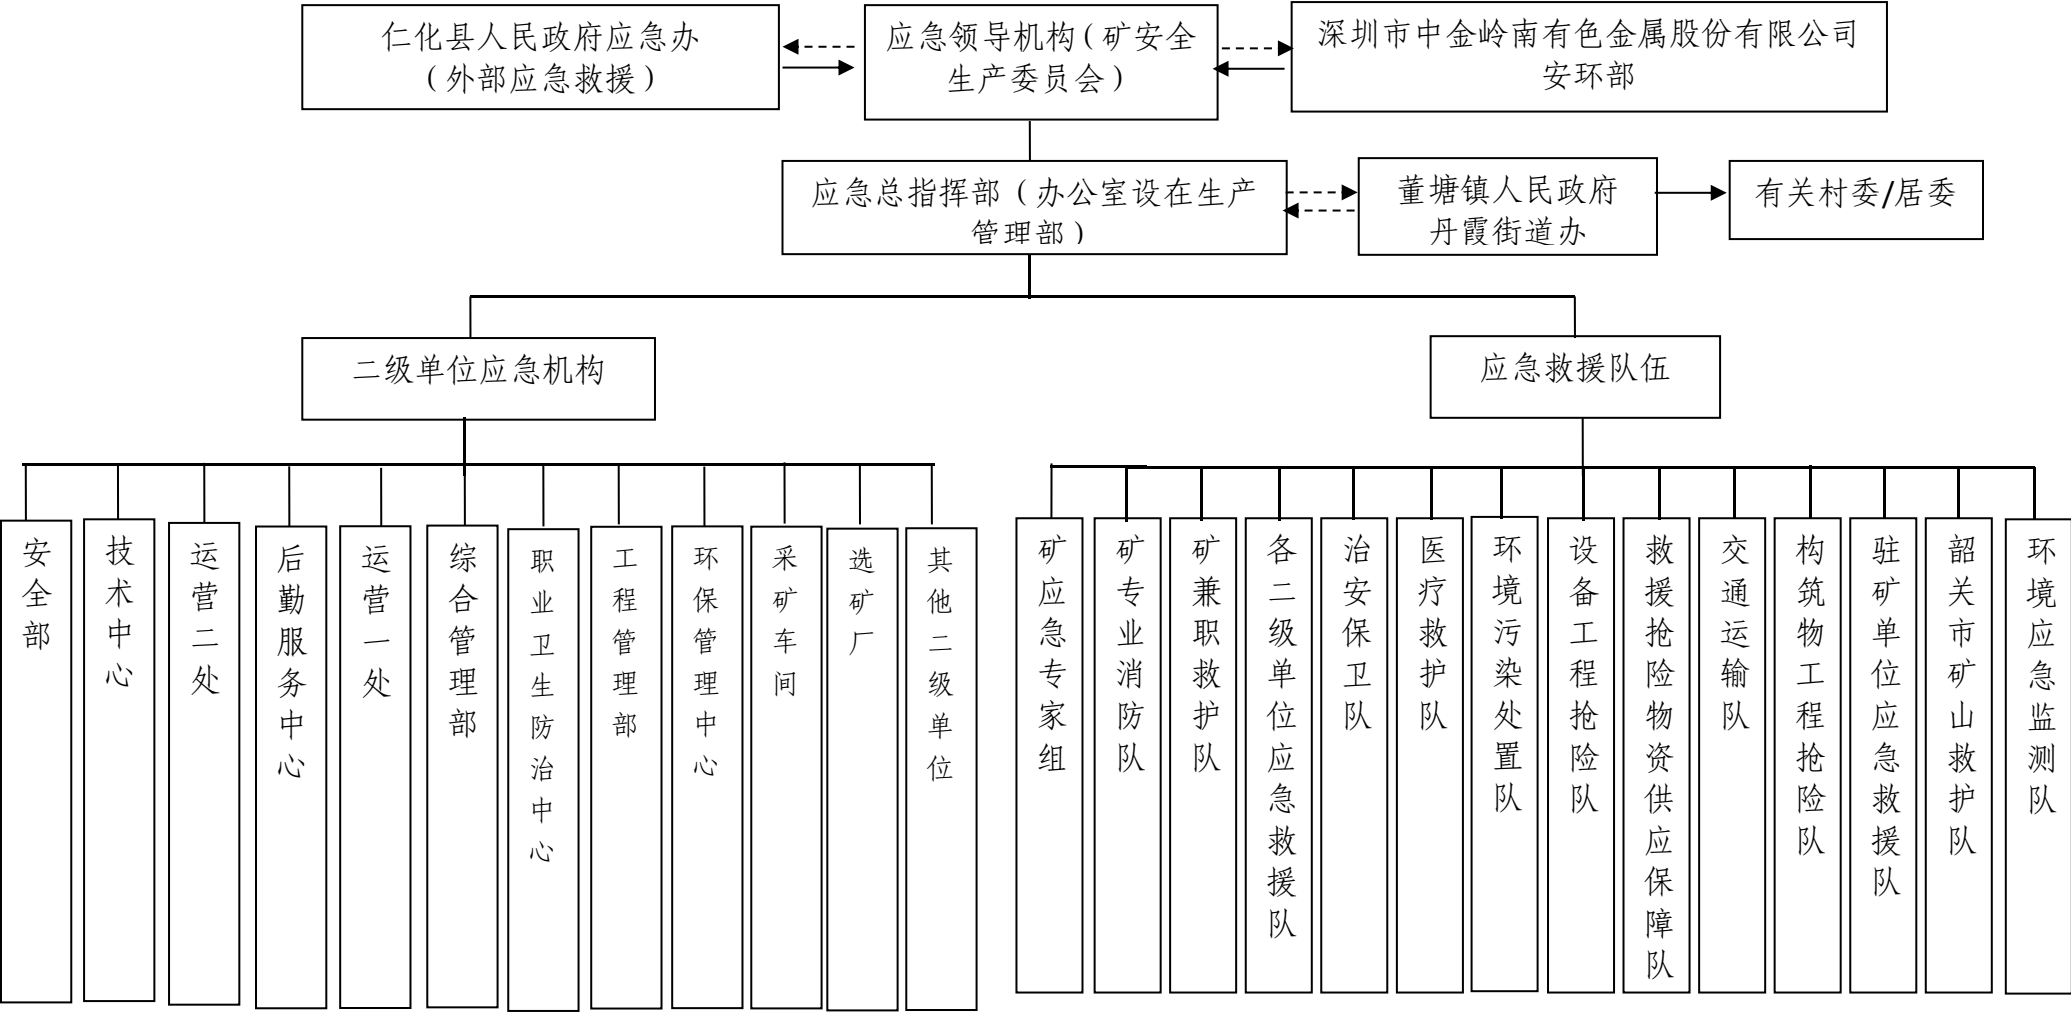 仁化县人民政府应急办
（外部应急救援）
应急领导机构（矿安全
生产委员会）
深圳市中金岭南有色金属股份有限公司
安环部
应急总指挥部（办公室设在生产
管理部）
董塘镇人民政府
丹霞街道办
有关村委/居委
二级单位应急机构
应急救援队伍
安全部
技术中心
运营二处
后勤服务中心
运营一处
综合管理部
职业卫生防治中心
工程管理部
环保管理中心
采矿车间
选矿厂
其他二级单位
矿应急专家组
矿专业消防队
矿兼职救护队
各二级单位应急救援队
治安保卫队
医疗救护队
环境污染处置队
设备工程抢险队
救援抢险物资供应保障队
交通运输队
构筑物工程抢险队
驻矿单位应急救援队
韶关市矿山救护队
环境应急监测队